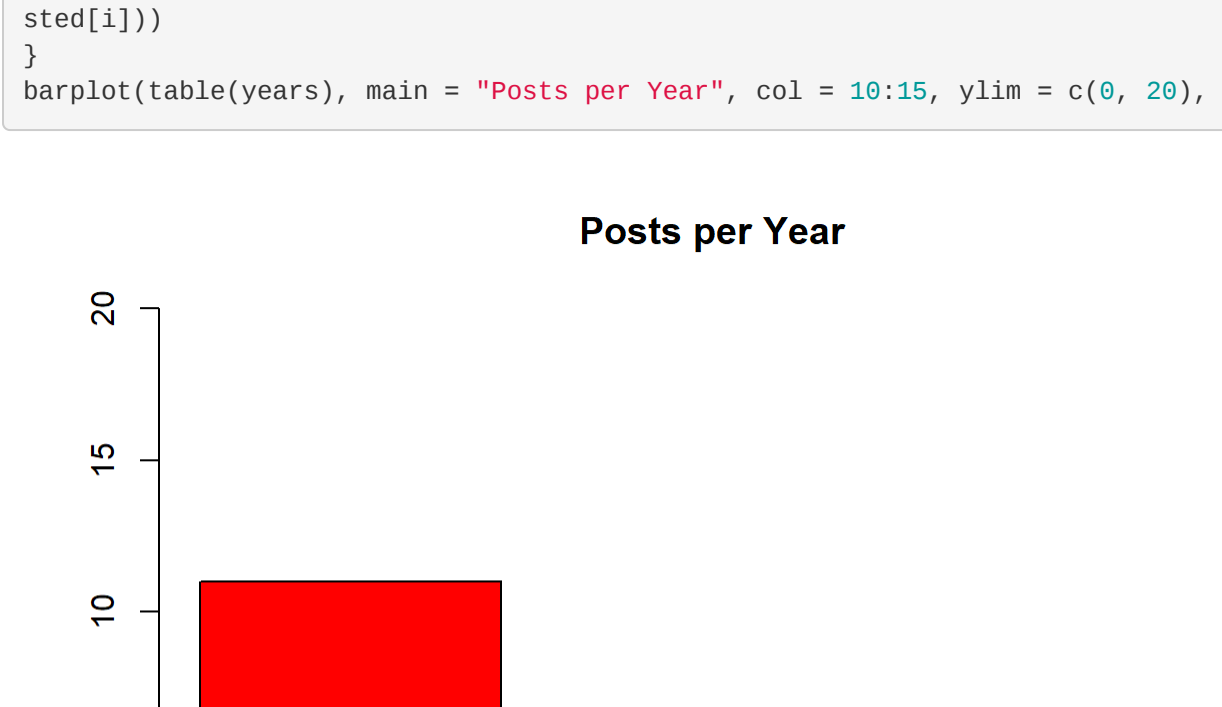 sted[i]))
}
barplot(table(years), main = "Posts per Year", col = 10:15, ylim = c(0, 20),
Posts per Year
20
15
10